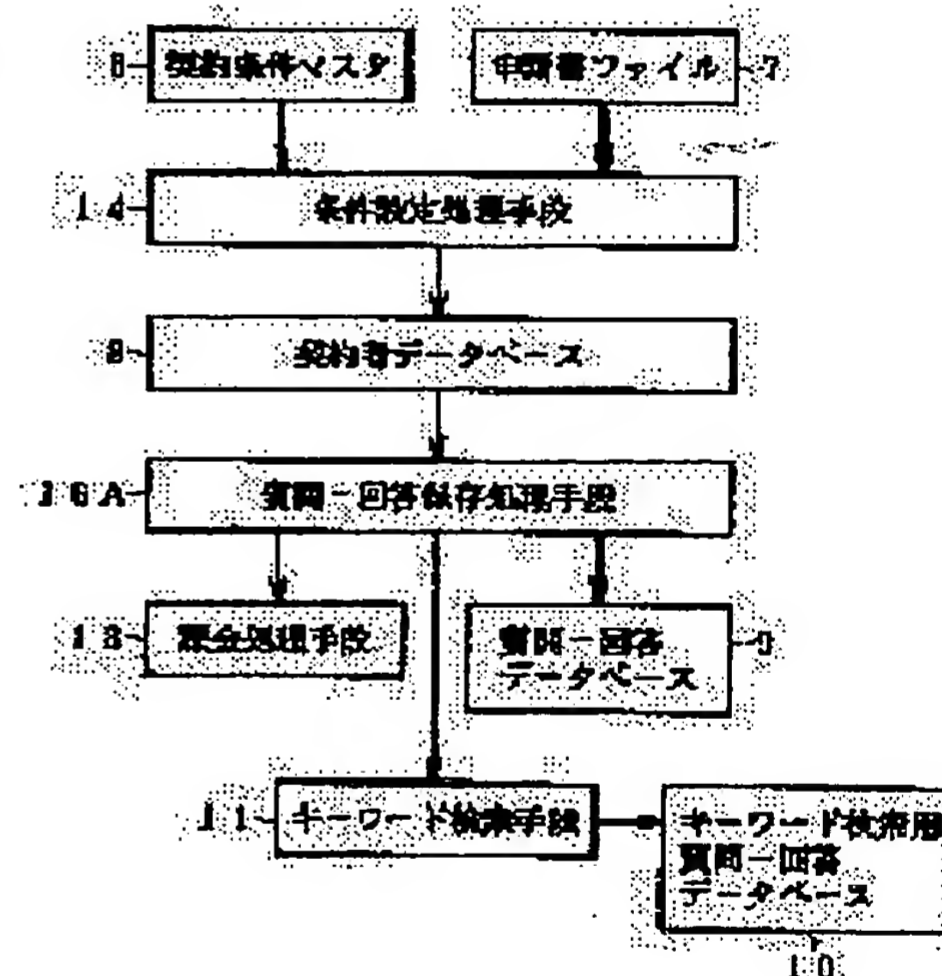 契約条件マスタ
申込書ファイル 7
14 条件設定処理手段
契約者データベース
16A 質問-回答保存処理手段
課金処理手段
質問-回答
データベース
9
11 キーワード検索手段
キーワード検索用
質問-回答
データベース
10